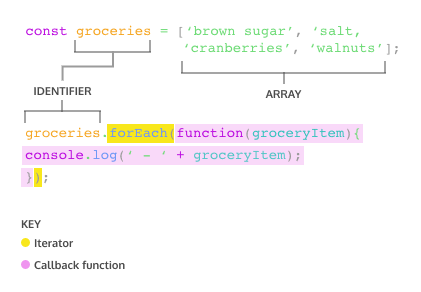 const groceries = [‘brown sugar’, ‘salt,
‘cranberries’, ‘walnuts’];
IDENTIFIER
ARRAY
groceries.forEach(function(groceryItem){
console.log(‘ – ‘ + groceryItem);
});
KEY
Iterator
Callback function